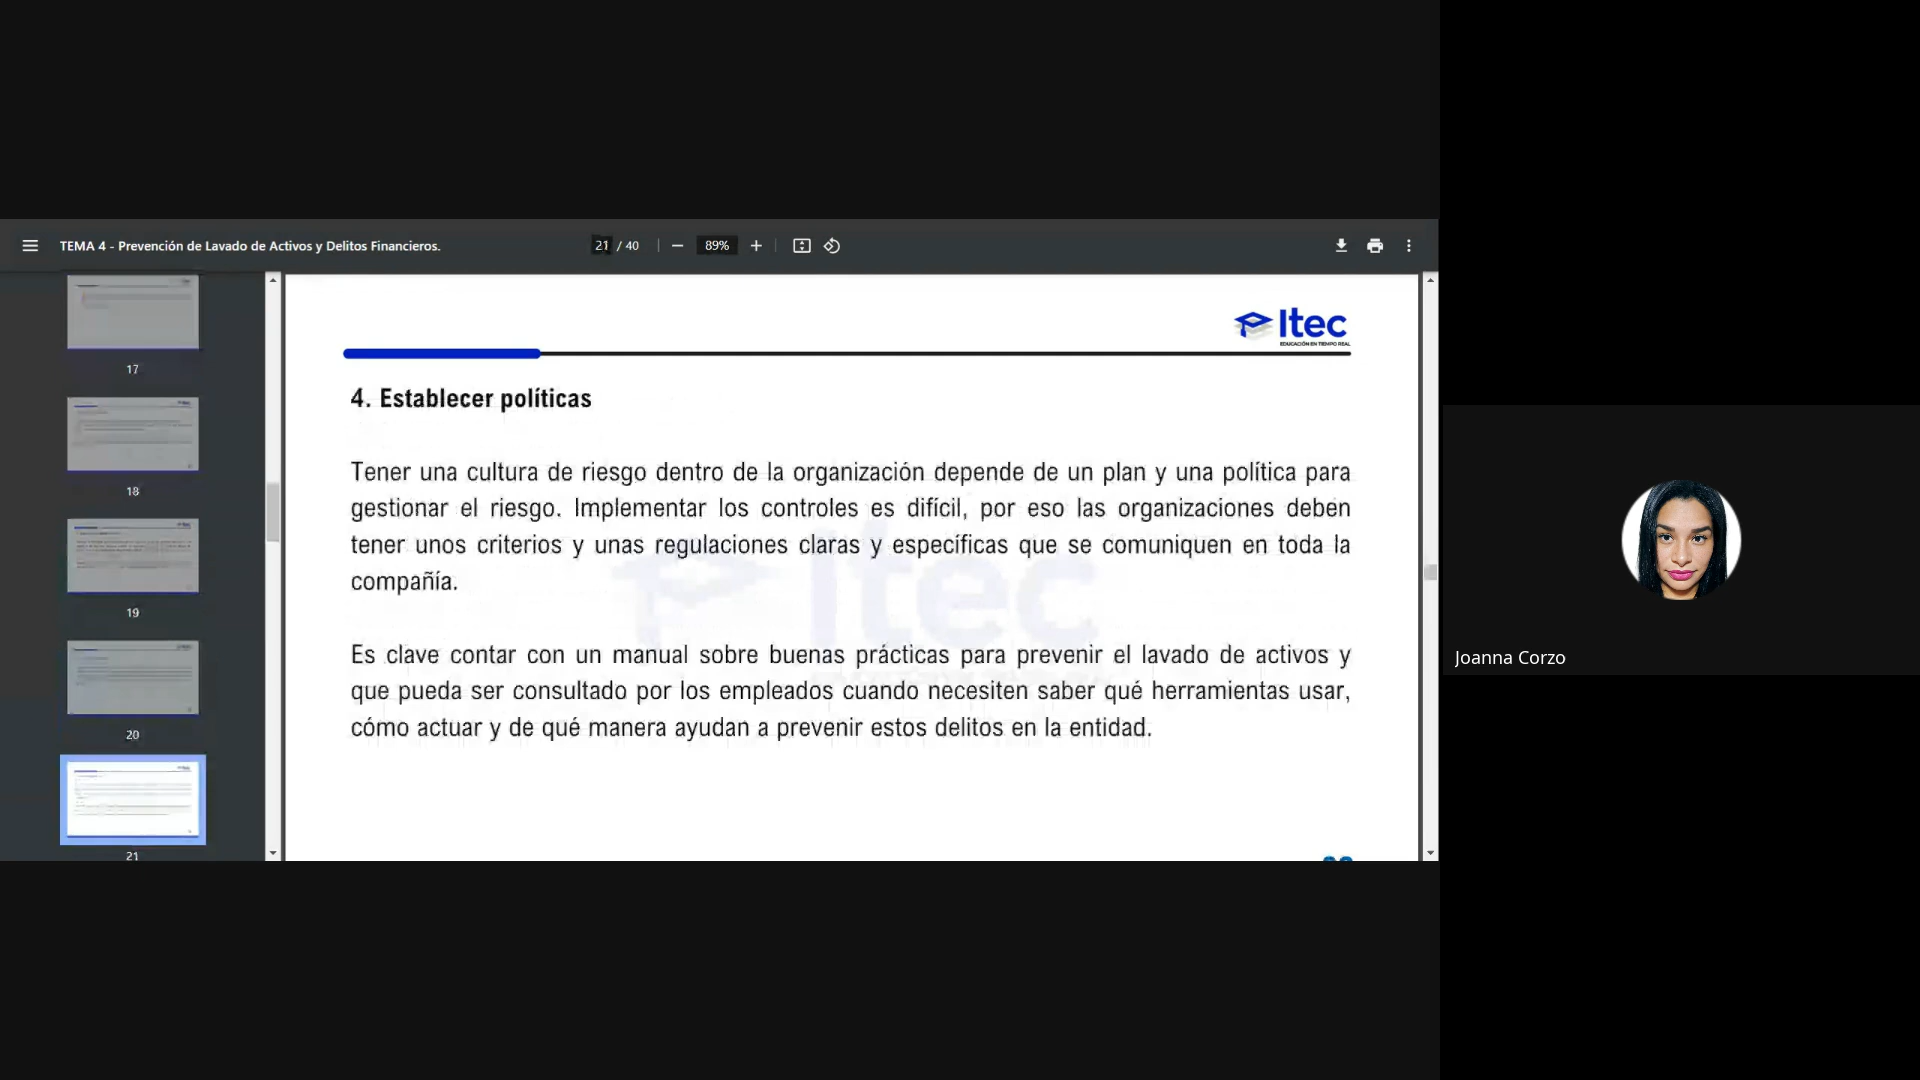 TEMA 4 - Prevención de Lavado de Activos y Delitos Financieros.
21 / 40
89%
17
18
19
20
21
Itec
EDUCACIÓN EN TIEMPO REAL
4. Establecer políticas
Tener una cultura de riesgo dentro de la organización depende de un plan y una política para
gestionar el riesgo. Implementar los controles es difícil, por eso las organizaciones deben
tener unos criterios y unas regulaciones claras y específicas que se comuniquen en toda la
compañía.
Itec
Es clave contar con un manual sobre buenas prácticas para prevenir el lavado de activos y
que pueda ser consultado por los empleados cuando necesiten saber qué herramientas usar,
cómo actuar y de qué manera ayudan a prevenir estos delitos en la entidad.
Joanna Corzo